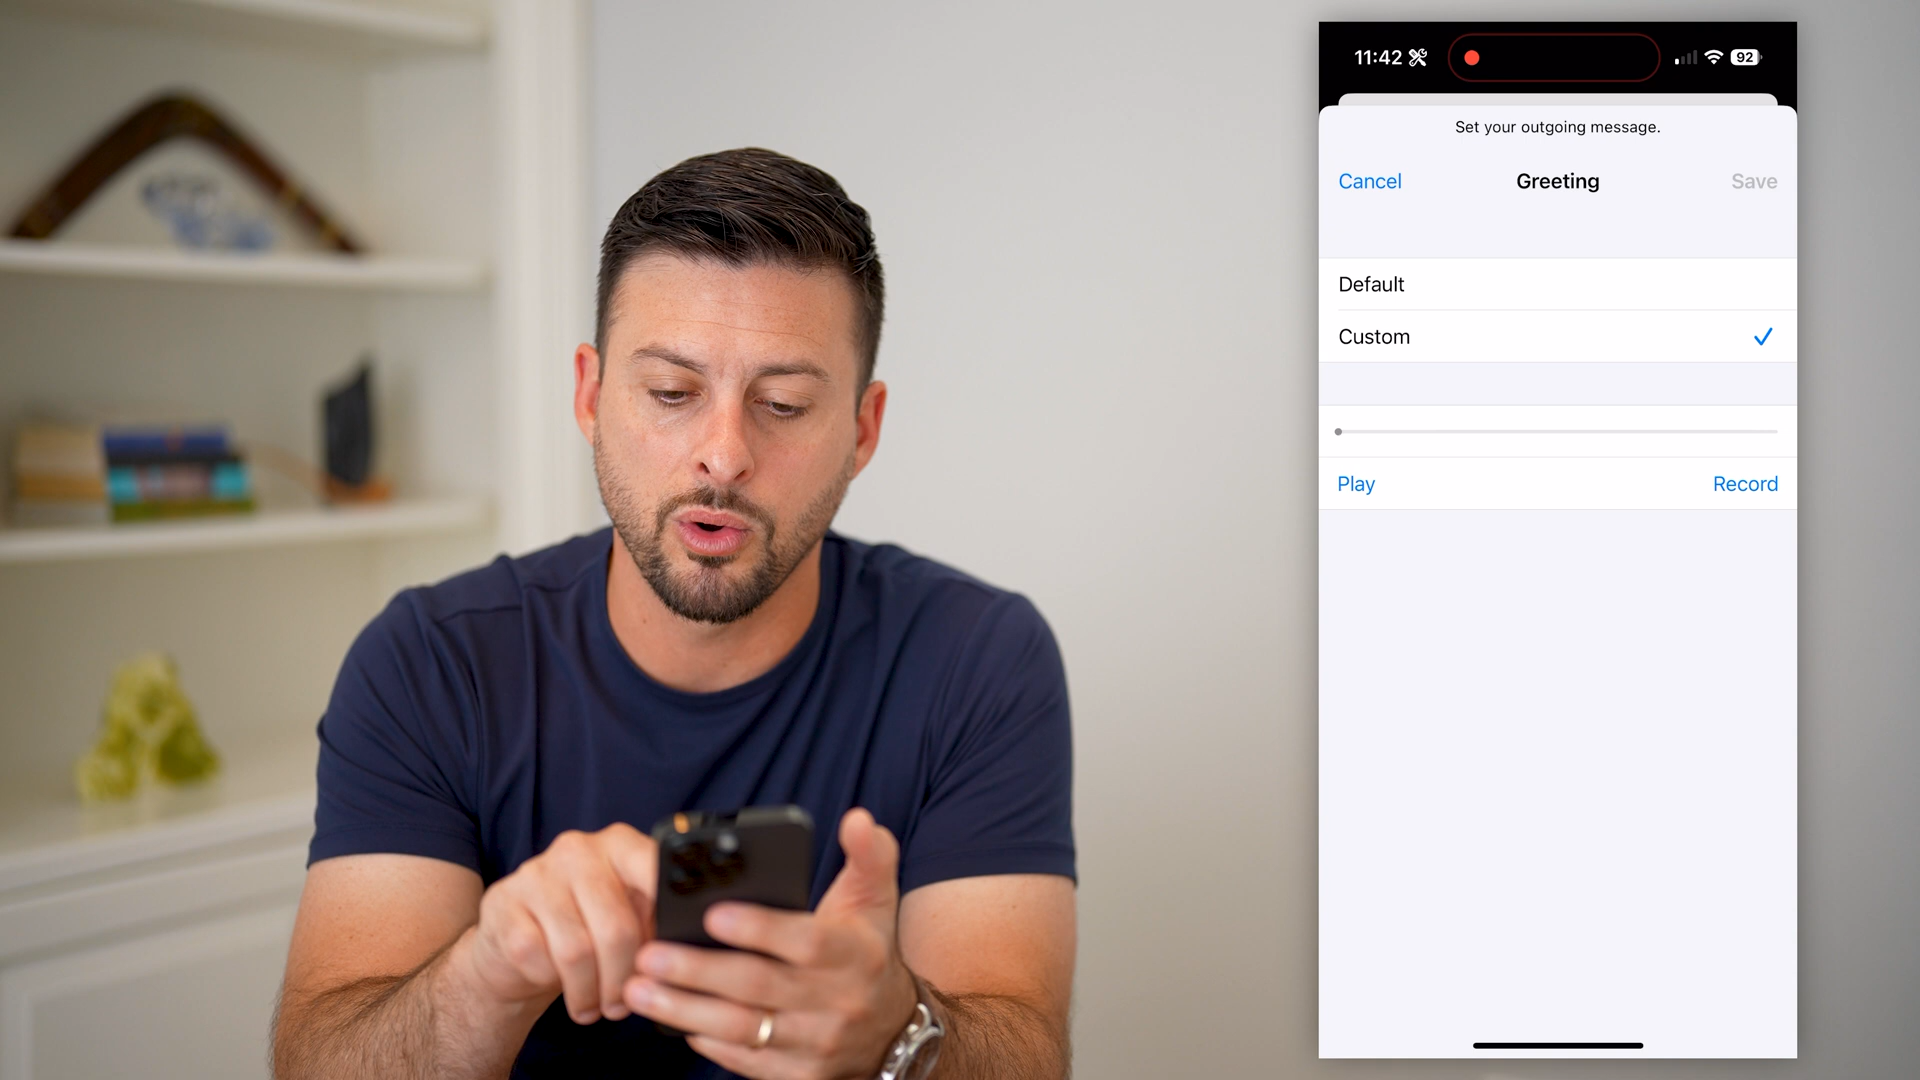 11:42
92
Set your outgoing message.
Cancel Greeting Save
Default
Custom
Play Record